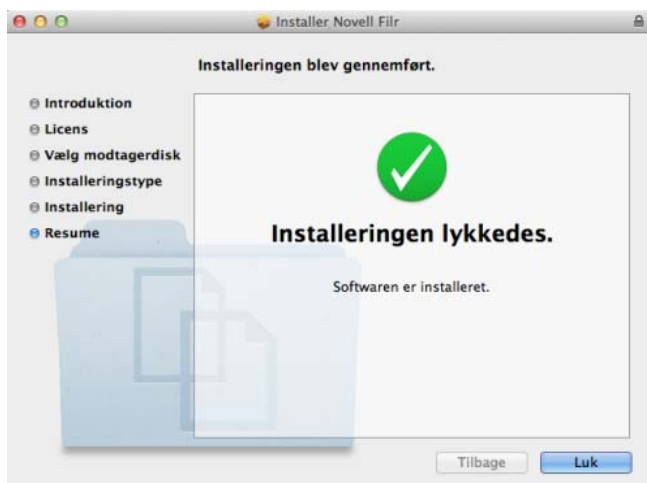 Installer Novell Filr
Installeringen blev gennemført.
Introduktion
Licens
Vælg modtagerdisk
Installeringstype
Installering
Resume
Installeringen lykkedes.
Softwaren er installeret.
Tilbage
Luk